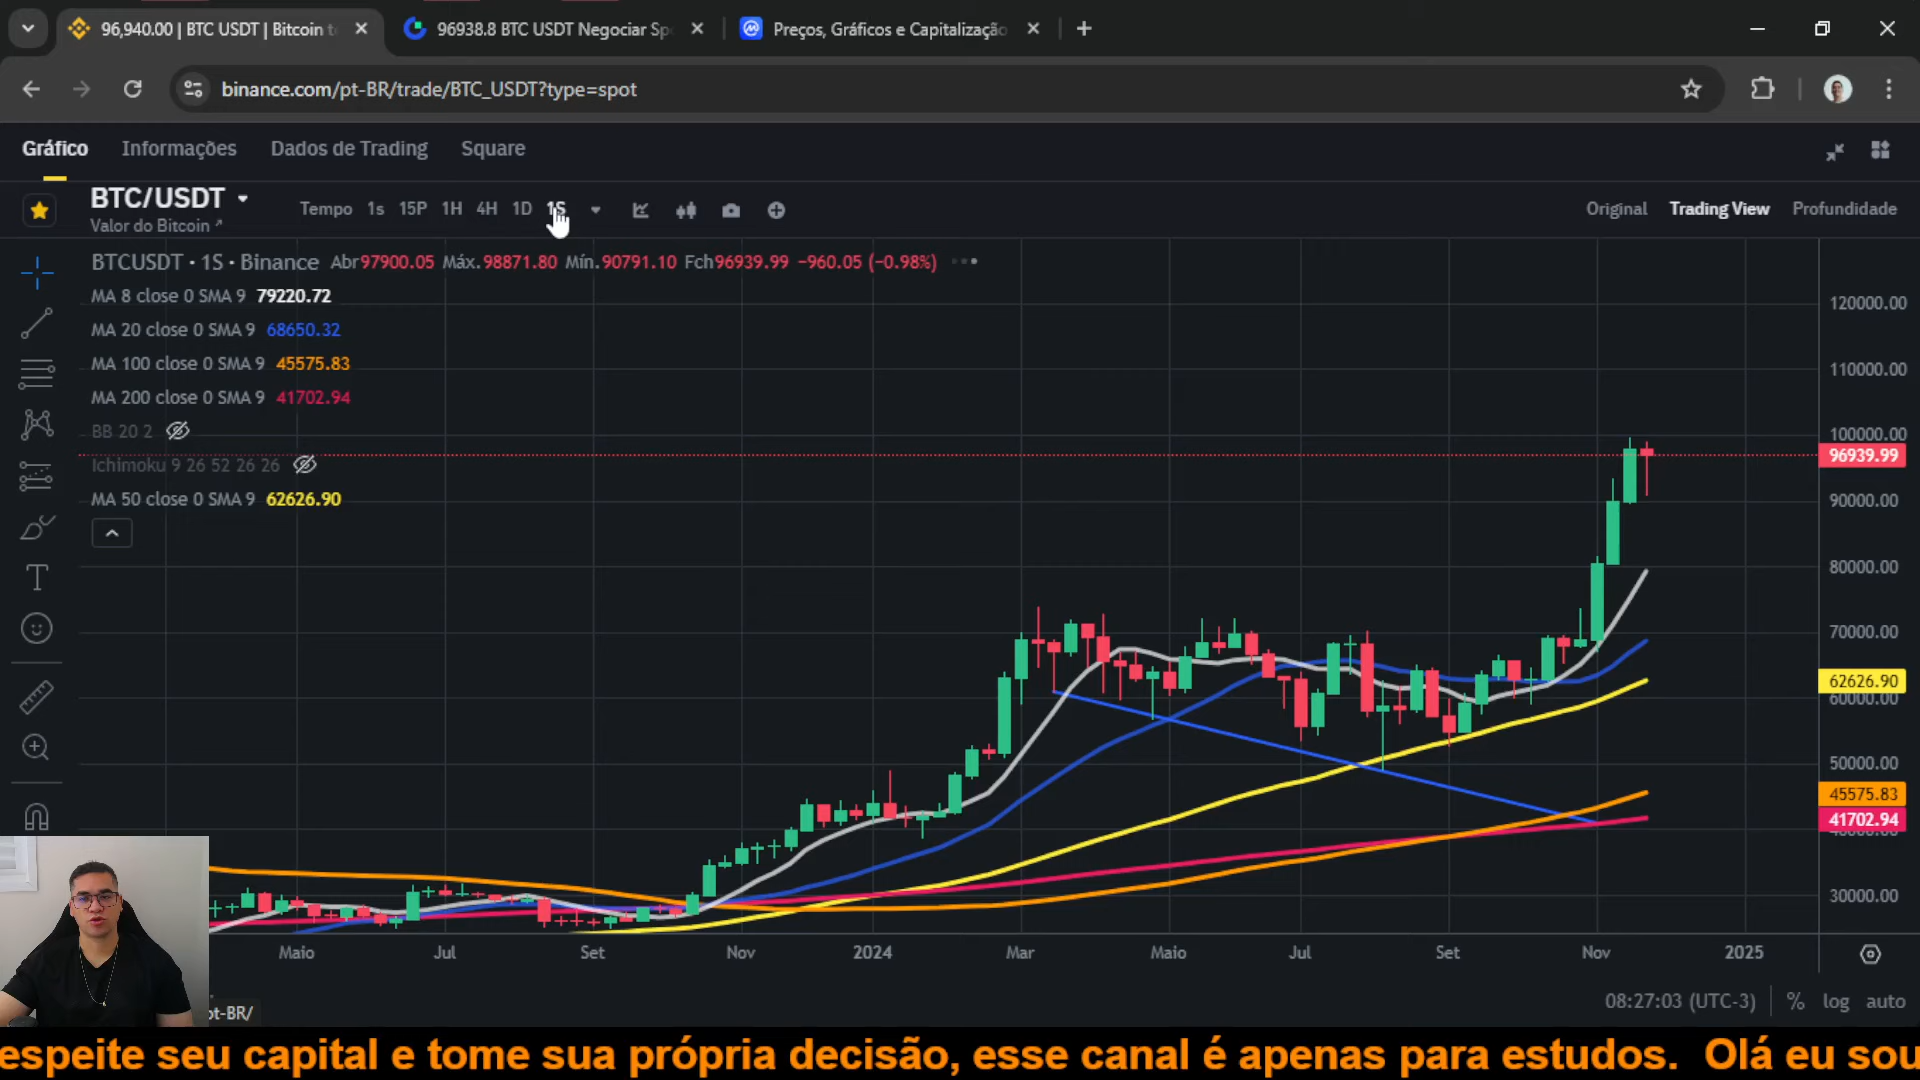 96,940.00 | BTC USDT | Bitcoin t
96938.8 BTC USDT Negociar Sp
Preços, Gráficos e Capitalização
binance.com/pt-BR/trade/BTC_USDT?type=spot
Gráfico Informações Dados de Trading Square
BTC/USDT
Valor do Bitcoin
Tempo 1s 15P 1H 4H 1D 1S
Original Trading View Profundidade
BTCUSDT · 1S · Binance Abr97900.05 Máx.98871.80 Mín.90791.10 Fch96939.99 −960.05 (−0.98%)
MA 8 close 0 SMA 9 79220.72
MA 20 close 0 SMA 9 68650.32
MA 100 close 0 SMA 9 45575.83
MA 200 close 0 SMA 9 41702.94
BB 20 2
Ichimoku 9 26 52 26 26
MA 50 close 0 SMA 9 62626.90
120000.00
110000.00
100000.00
96939.99
90000.00
80000.00
70000.00
62626.90
60000.00
50000.00
45575.83
41702.94
40000.00
30000.00
Maio Jul Set Nov 2024 Mar Maio Jul Set Nov 2025
08:27:03 (UTC-3) % log auto
ot-BR/
espeite seu capital e tome sua própria decisão, esse canal é apenas para estudos. Olá eu sou